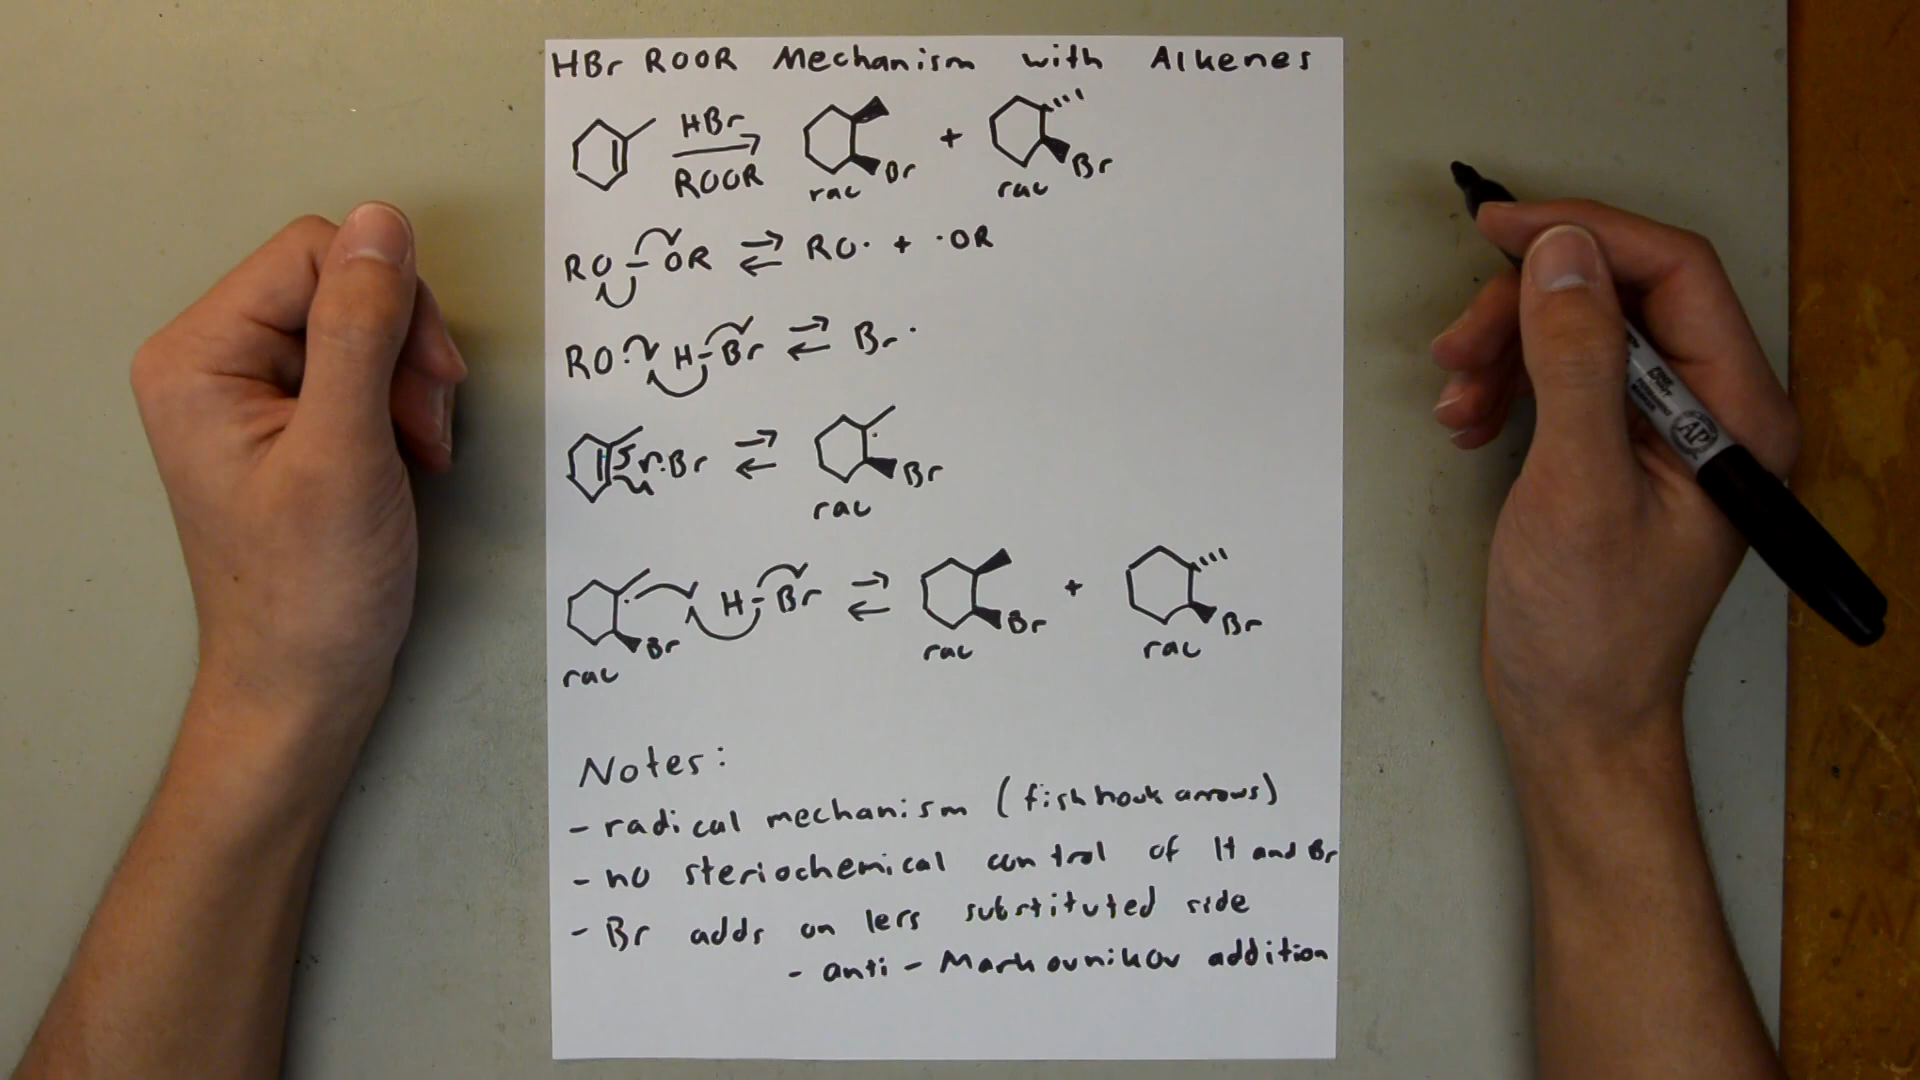 HBr ROOR Mechanism with Alkenes
HBr
ROOR
Br
rac
+
Br
rac
RO-OR ⇌ RO· + ·OR
RO· H-Br ⇌ Br·
·Br ⇌ Br
rac
Br
rac
H-Br ⇌
Br
rac
+
Br
rac
Notes:
- radical mechanism (fish hook arrows)
- no steriochemical control of H and Br
- Br adds on less substituted side
- anti-Markovnikov addition
AP